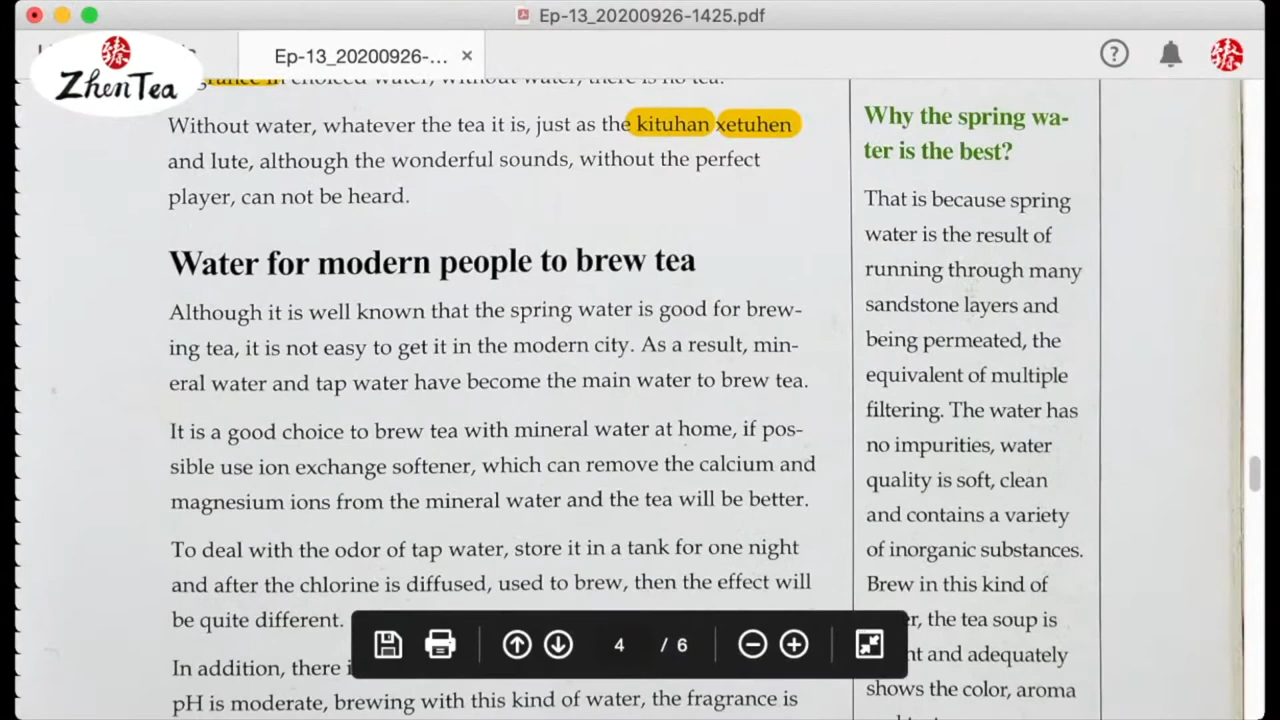 Ep-13_20200926-1425.pdf
Ep-13_20200926-... ×
ZhenTea
grance in choiced water, without water, there is no tea.
Without water, whatever the tea it is, just as the kituhan xetuhen
and lute, although the wonderful sounds, without the perfect
player, can not be heard.
Water for modern people to brew tea
Although it is well known that the spring water is good for brew-
ing tea, it is not easy to get it in the modern city. As a result, min-
eral water and tap water have become the main water to brew tea.
It is a good choice to brew tea with mineral water at home, if pos-
sible use ion exchange softener, which can remove the calcium and
magnesium ions from the mineral water and the tea will be better.
To deal with the odor of tap water, store it in a tank for one night
and after the chlorine is diffused, used to brew, then the effect will
be quite different.
In addition, there i
pH is moderate, brewing with this kind of water, the fragrance is
4 / 6
Why the spring wa-
ter is the best?
That is because spring
water is the result of
running through many
sandstone layers and
being permeated, the
equivalent of multiple
filtering. The water has
no impurities, water
quality is soft, clean
and contains a variety
of inorganic substances.
Brew in this kind of
r, the tea soup is
nt and adequately
shows the color, aroma